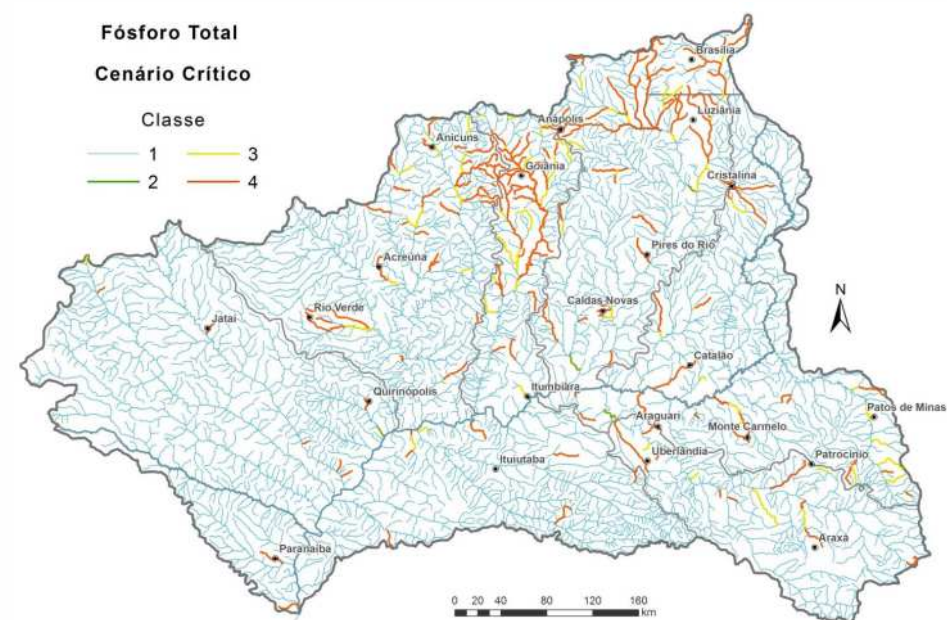 Fósforo Total
Cenário Crítico
Classe
1 3
2 4
Brasília
Luziânia
Anápolis
Anicuns
Goiânia
Cristalina
Pires do Rio
Acreúna
Caldas Novas
Rio Verde
Jataí
N
Catalão
Quirinópolis
Itumbiara
Patos de Minas
Araguari
Monte Carmelo
Uberlândia
Patrocínio
Ituiutaba
Araxá
Paranaíba
0 20 40 80 120 160
km